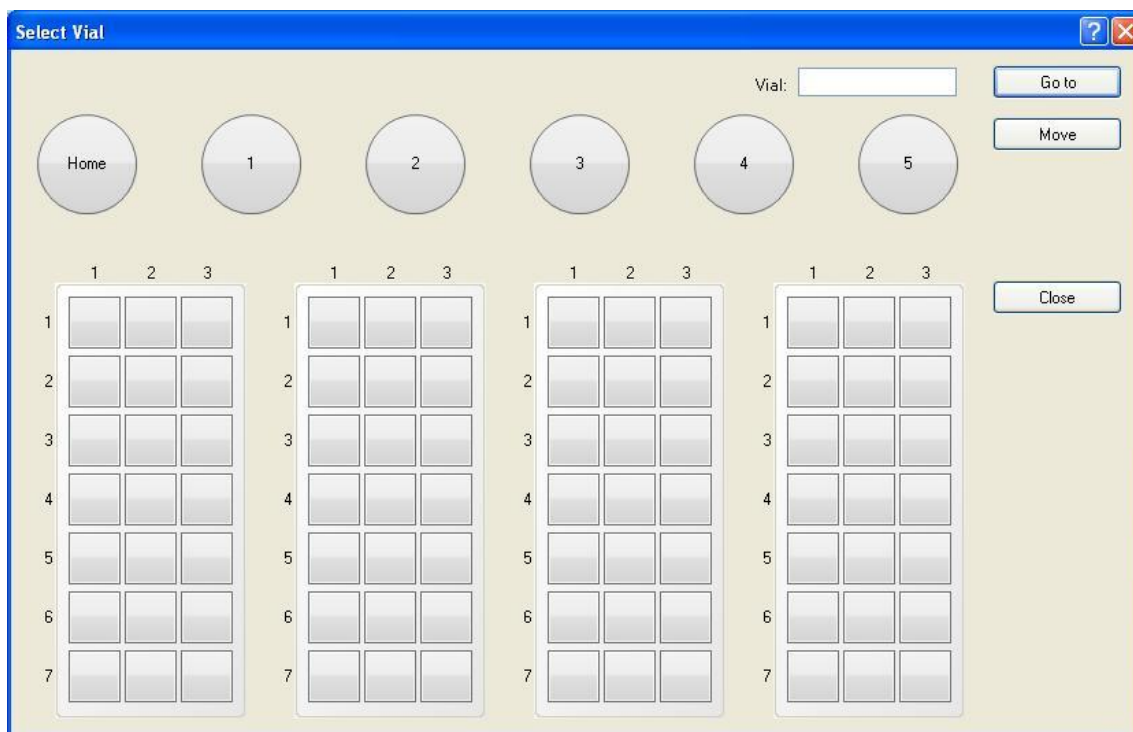 Select Vial
Vial: Go to
Move
Home 1 2 3 4 5
1 2 3 1 2 3 1 2 3 1 2 3
Close
1 1 1 1
2 2 2 2
3 3 3 3
4 4 4 4
5 5 5 5
6 6 6 6
7 7 7 7